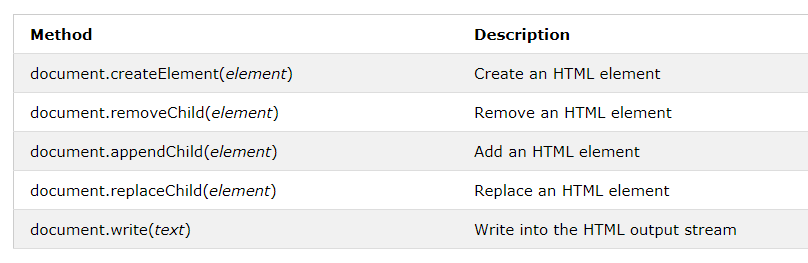 Method Description
document.createElement(element) Create an HTML element
document.removeChild(element) Remove an HTML element
document.appendChild(element) Add an HTML element
document.replaceChild(element) Replace an HTML element
document.write(text) Write into the HTML output stream